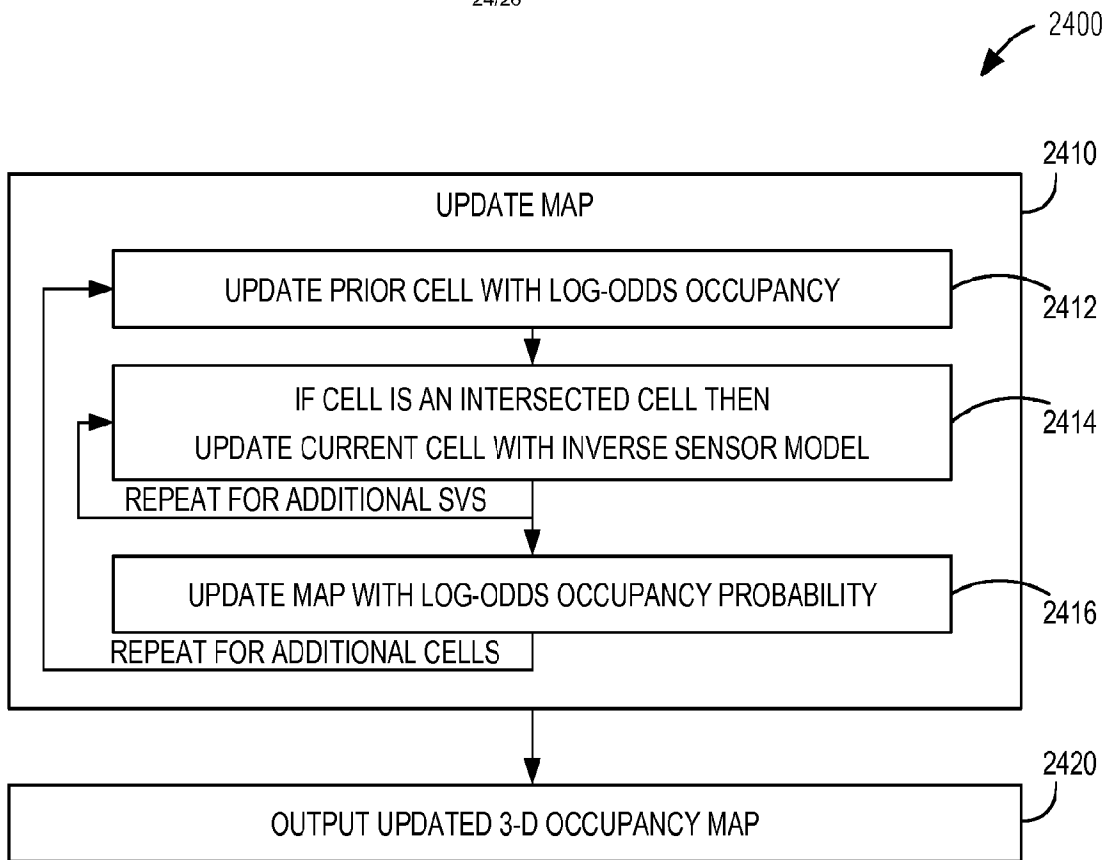 24/26
2400
2410
UPDATE MAP
UPDATE PRIOR CELL WITH LOG-ODDS OCCUPANCY
2412
IF CELL IS AN INTERSECTED CELL THEN
UPDATE CURRENT CELL WITH INVERSE SENSOR MODEL
2414
REPEAT FOR ADDITIONAL SVS
UPDATE MAP WITH LOG-ODDS OCCUPANCY PROBABILITY
2416
REPEAT FOR ADDITIONAL CELLS
2420
OUTPUT UPDATED 3-D OCCUPANCY MAP